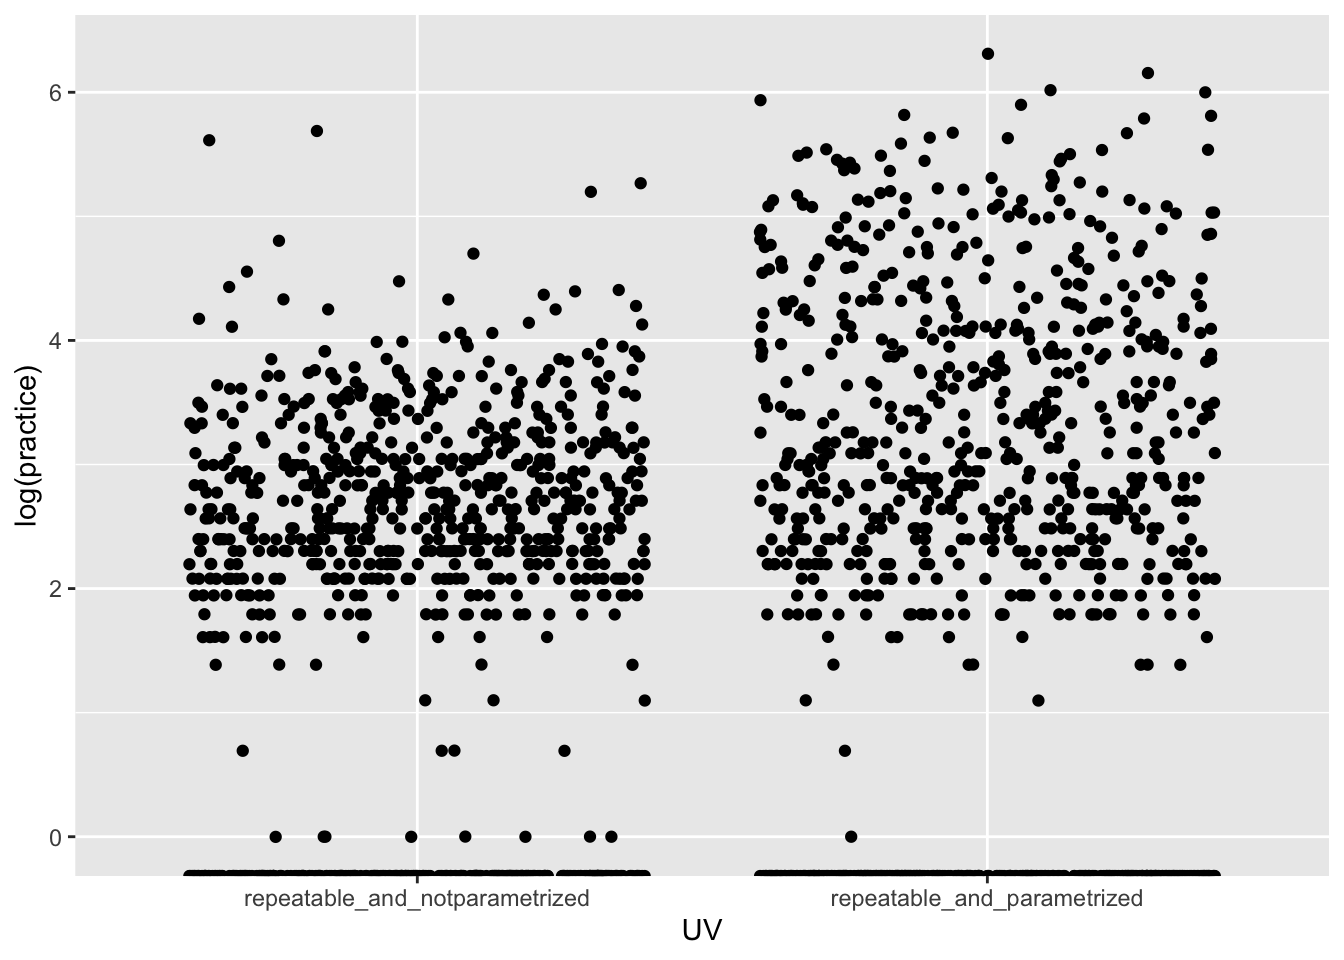 6
4
2
0
log(practice)
repeatable_and_notparametrized
repeatable_and_parametrized
UV